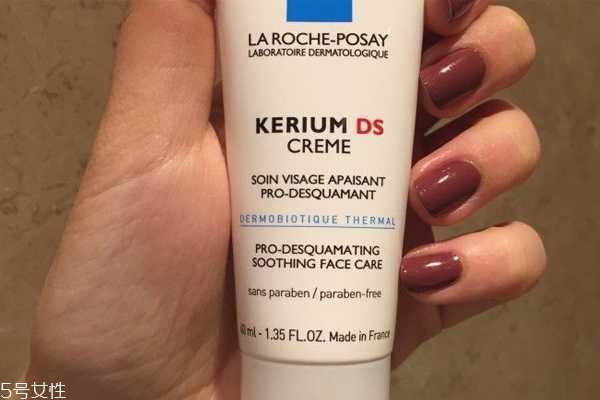 LA ROCHE-POSAY
LABORATOIRE DERMATOLOGIQUE
KERIUM DS
CREME
SOIN VISAGE APAISANT
PRO-DESQUAMANT
DERMOBIOTIQUE THERMAL
PRO-DESQUAMATING
SOOTHING FACE CARE
sans paraben / paraben-free
40 ml - 1.35 FL.OZ. Made in France
5号女性